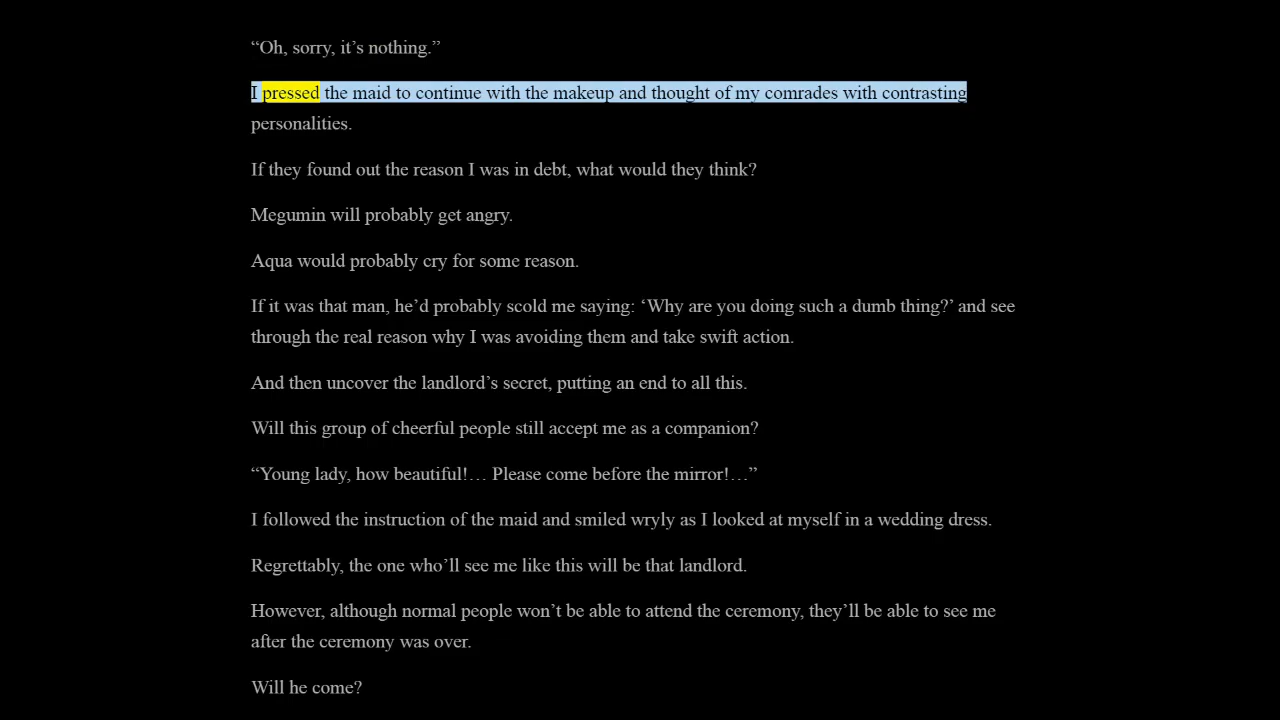 “Oh, sorry, it’s nothing.”
I pressed the maid to continue with the makeup and thought of my comrades with contrasting
personalities.
If they found out the reason I was in debt, what would they think?
Megumin will probably get angry.
Aqua would probably cry for some reason.
If it was that man, he’d probably scold me saying: ‘Why are you doing such a dumb thing?’ and see
through the real reason why I was avoiding them and take swift action.
And then uncover the landlord’s secret, putting an end to all this.
Will this group of cheerful people still accept me as a companion?
“Young lady, how beautiful!… Please come before the mirror!…”
I followed the instruction of the maid and smiled wryly as I looked at myself in a wedding dress.
Regrettably, the one who’ll see me like this will be that landlord.
However, although normal people won’t be able to attend the ceremony, they’ll be able to see me
after the ceremony was over.
Will he come?